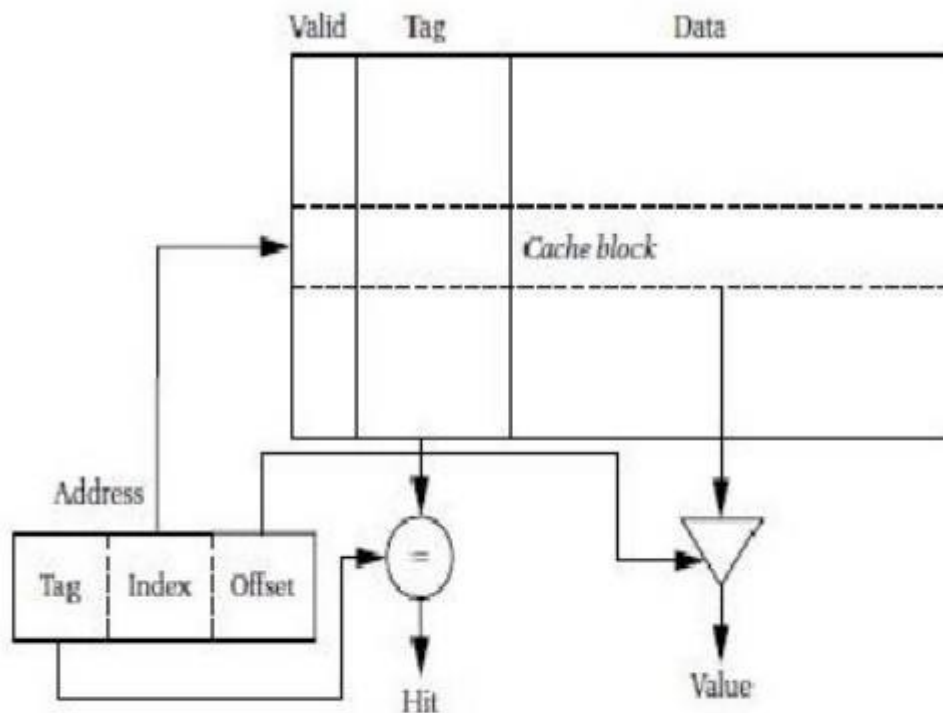 Valid Tag Data
Cache block
Address
Tag Index Offset
=
Hit
Value